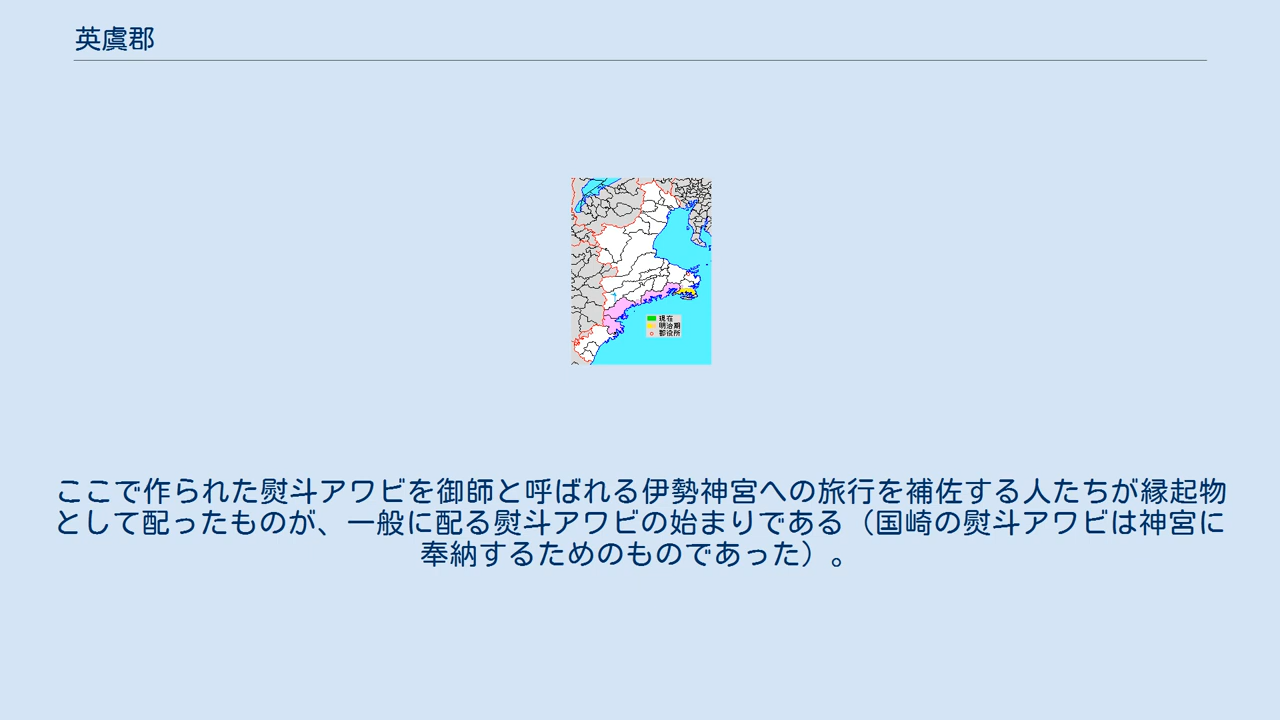 英虞郡
現在
明治期
郡役所
ここで作られた熨斗アワビを御師と呼ばれる伊勢神宮への旅行を補佐する人たちが縁起物
として配ったものが、一般に配る熨斗アワビの始まりである（国崎の熨斗アワビは神宮に
奉納するためのものであった）。